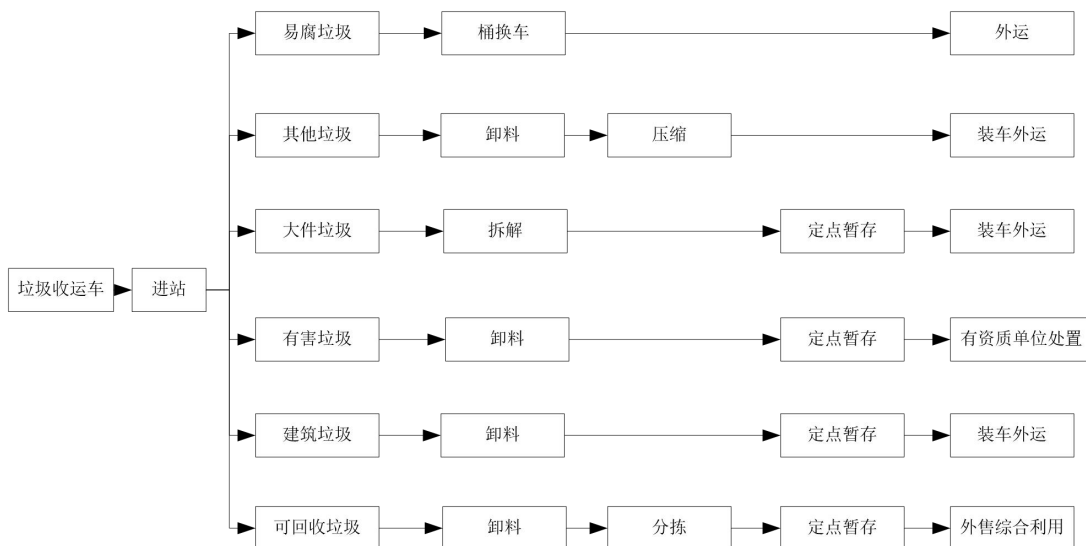 易腐垃圾
桶换车
外运
其他垃圾
卸料
压缩
装车外运
大件垃圾
拆解
定点暂存
装车外运
垃圾收运车
进站
有害垃圾
卸料
定点暂存
有资质单位处置
建筑垃圾
卸料
定点暂存
装车外运
可回收垃圾
卸料
分拣
定点暂存
外售综合利用